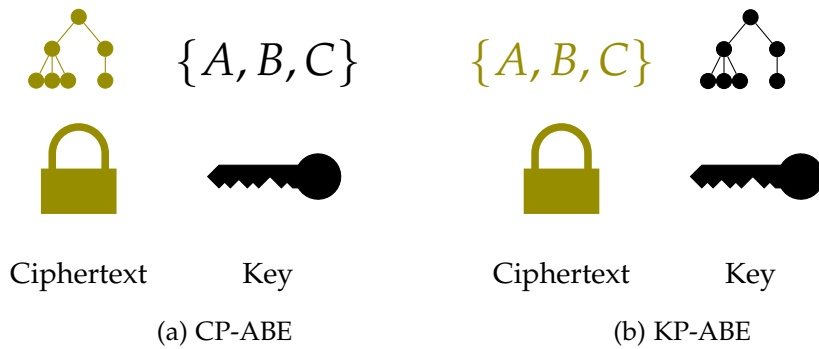 {A, B, C} {A, B, C}
Ciphertext Key Ciphertext Key
(a) CP-ABE (b) KP-ABE